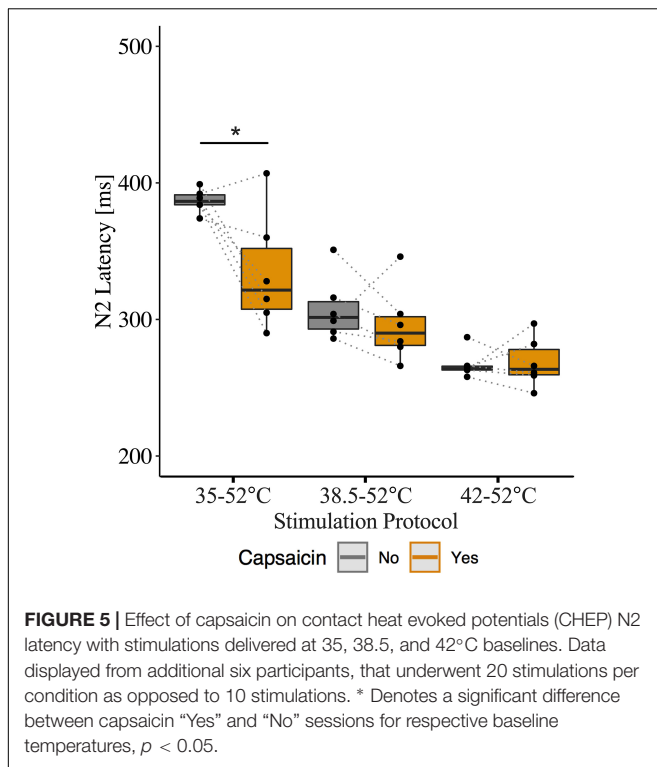 500
400
300
200
N2 Latency [ms]
*
35-52°C 38.5-52°C 42-52°C
Stimulation Protocol
Capsaicin No Yes
FIGURE 5 | Effect of capsaicin on contact heat evoked potentials (CHEP) N2
latency with stimulations delivered at 35, 38.5, and 42°C baselines. Data
displayed from additional six participants, that underwent 20 stimulations per
condition as opposed to 10 stimulations. * Denotes a significant difference
between capsaicin “Yes” and “No” sessions for respective baseline
temperatures, p < 0.05.